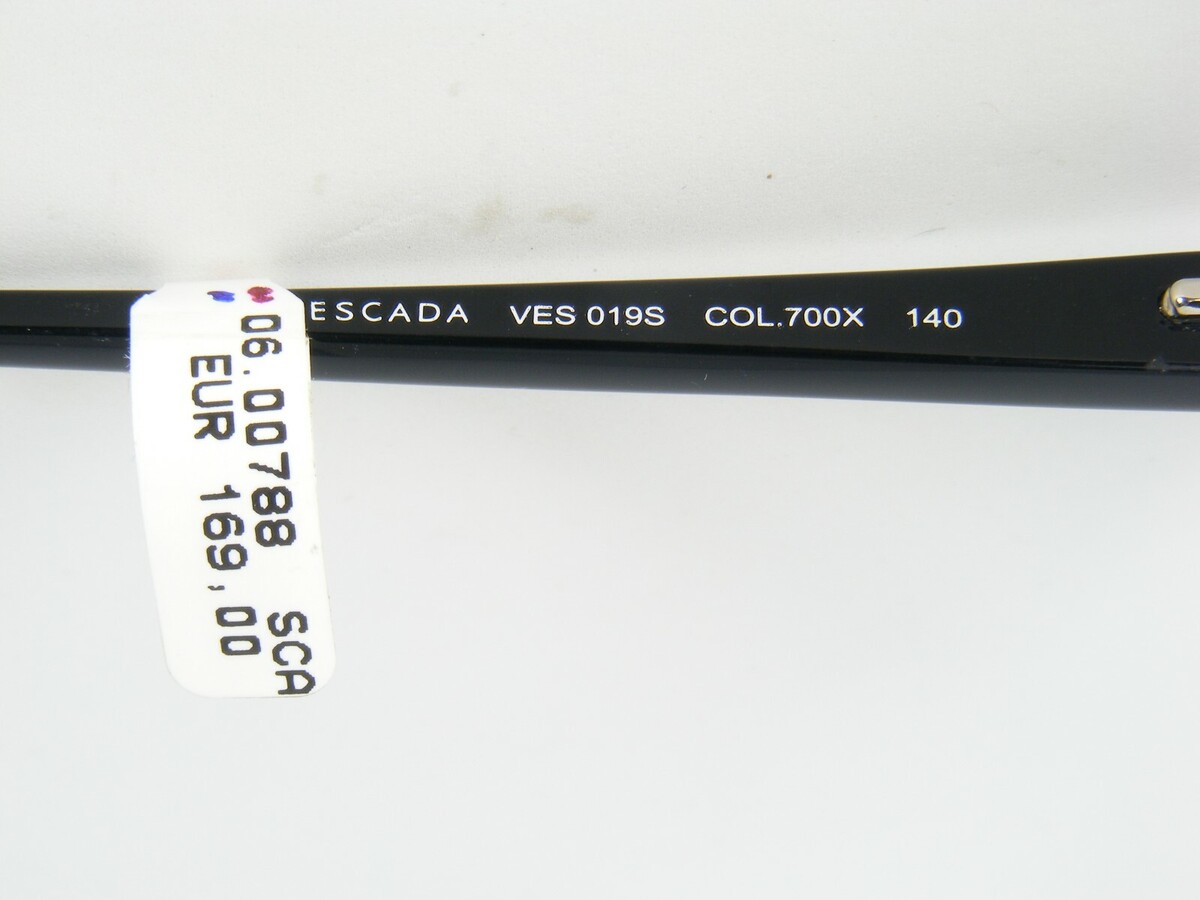 ESCADA VES 019S COL.700X 140
06.00788 SCA
EUR 169,00